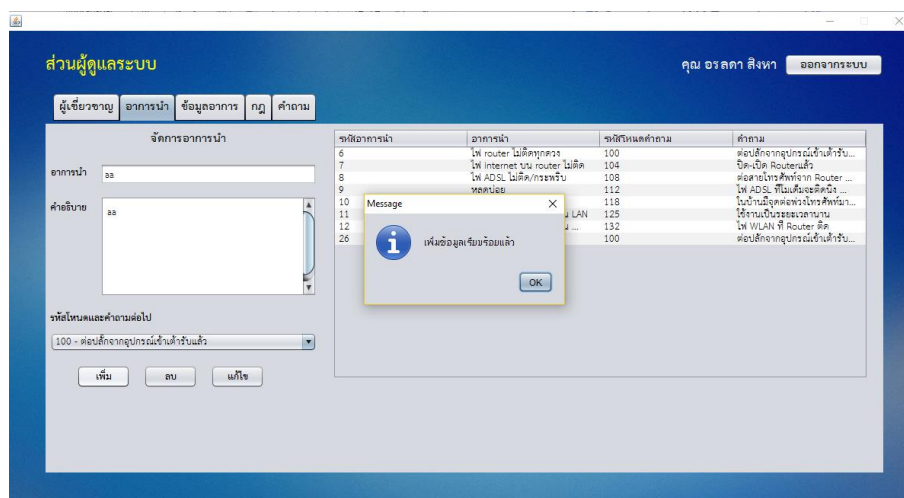 ส่วนผู้ดูแลระบบ
คุณ อรลดา สิงหา ออกจากระบบ
ผู้เชี่ยวชาญ อาการนำ ข้อมูลอาการ กฎ คำถาม
จัดการอาการนำ
อาการนำ aa
คำอธิบาย aa
รหัสโหนดและคำถามต่อไป
100 - ต่อปลั๊กจากอุปกรณ์เข้าเต้ารับแล้ว
เพิ่ม ลบ แก้ไข
รหัสอาการนำ อาการนำ รหัสโหนดคำถาม คำถาม
6 ไฟ router ไม่ติดทุกดวง 100 ต่อปลั๊กจากอุปกรณ์เข้าเต้ารับ...
7 ไฟ internet บน router ไม่ติด 104 ปิด-เปิด Routerแล้ว
8 ไฟ ADSL ไม่ติด/กระพริบ 108 ต่อสายโทรศัพท์จาก Router ...
9 หลุดบ่อย 112 ไฟ ADSL ที่โมเด็มจะติดนิ่ง ...
10 118 ในบ้านมีจุดต่อพ่วงโทรศัพท์มา...
11 LAN 125 ใช้งานเป็นระยะเวลานาน
12 ... 132 ไฟ WLAN ที่ Router ติด
26 100 ต่อปลั๊กจากอุปกรณ์เข้าเต้ารับ...
Message
เพิ่มข้อมูลเรียบร้อยแล้ว
OK